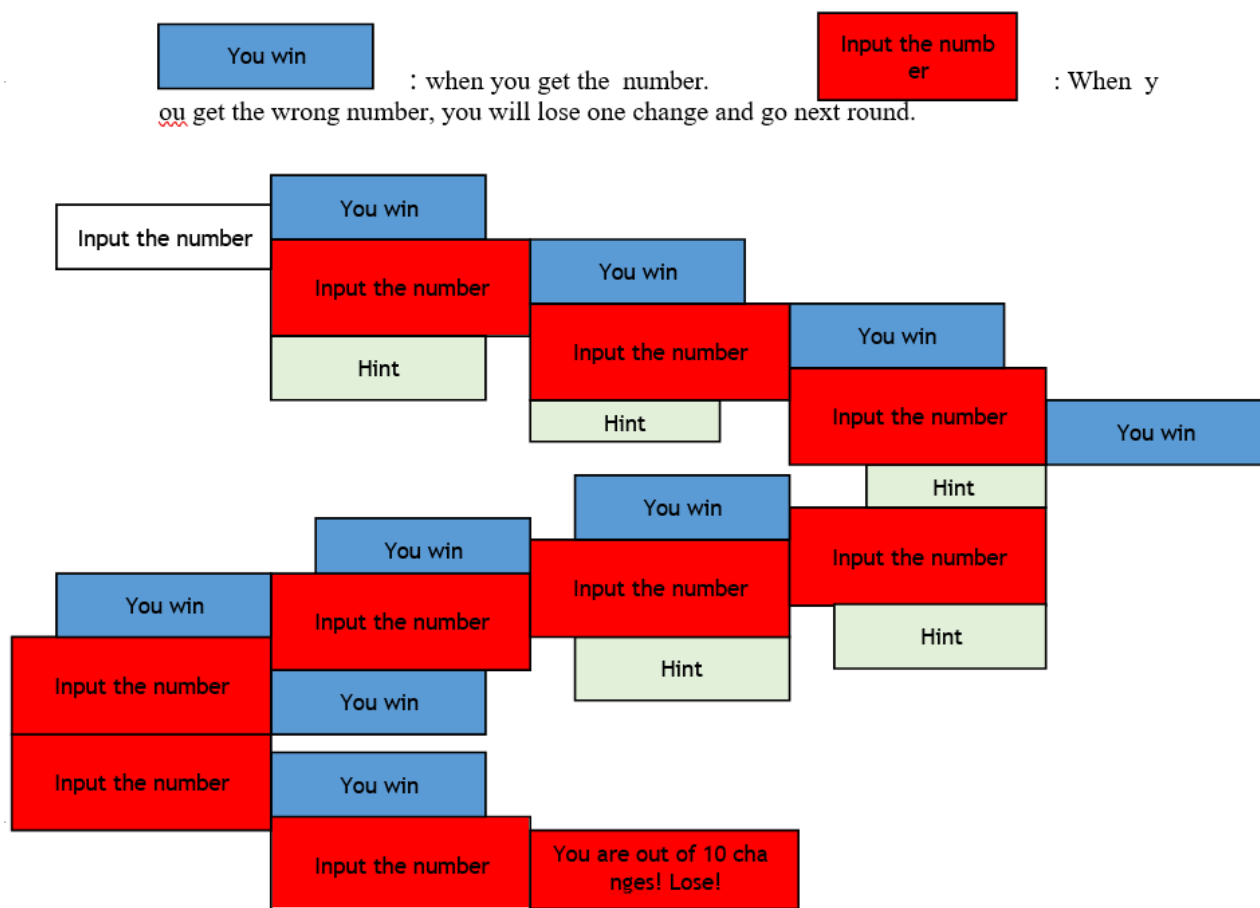 You win
: when you get the  number.
Input the numb
er
: When  y
ou get the wrong number, you will lose one change and go next round.
You win
Input the number
Input the number
You win
Hint
Input the number
You win
Hint
Input the number
You win
Hint
You win
Input the number
Hint
You win
Input the number
Hint
You win
Input the number
You win
Input the number
You win
Input the number
You win
Input the number
You are out of 10 cha
nges! Lose!